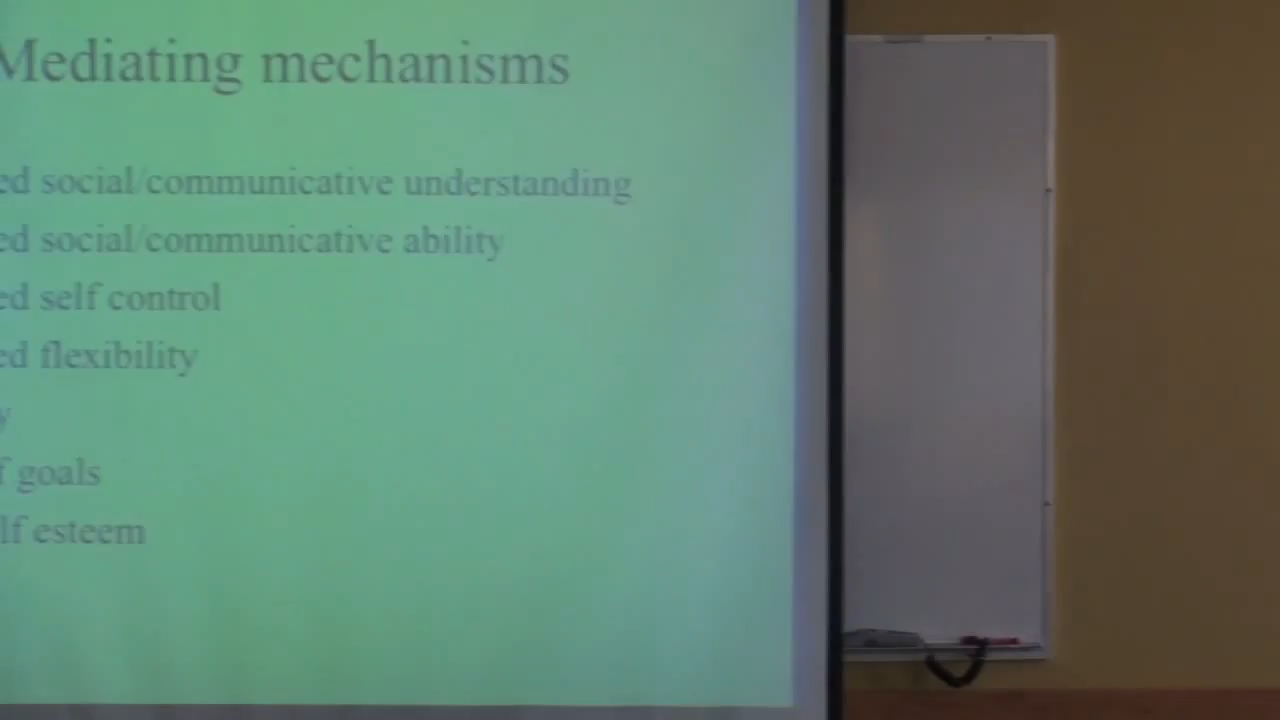 Mediating mechanisms
ed social/communicative understanding
ed social/communicative ability
ed self control
ed flexibility
y
f goals
lf esteem